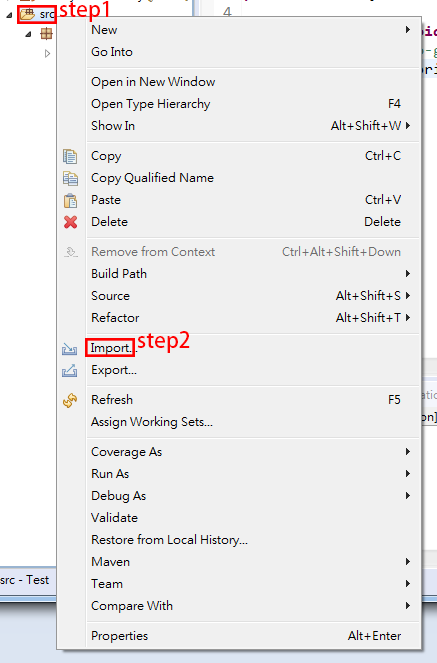 src step1
4
New
Go Into
Open in New Window
Open Type Hierarchy F4
Show In Alt+Shift+W
Copy Ctrl+C
Copy Qualified Name
Paste Ctrl+V
Delete Delete
Remove from Context Ctrl+Alt+Shift+Down
Build Path
Source Alt+Shift+S
Refactor Alt+Shift+T
Import... step2
Export...
Refresh F5
Assign Working Sets...
Coverage As
Run As
Debug As
Validate
Restore from Local History...
Maven
src - Test
Team
Compare With
Properties Alt+Enter